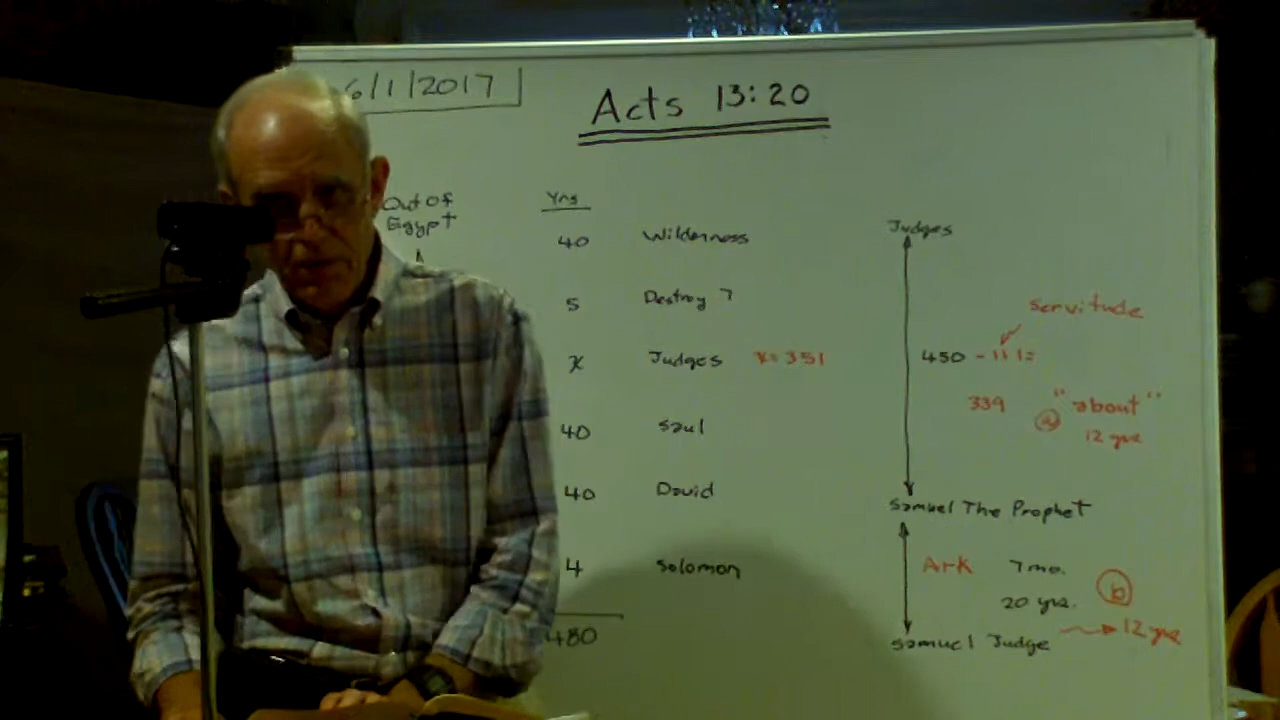 6/1/2017
Acts 13:20
Out of
Egypt
Yrs
40 Wilderness
5 Destroy 7
x Judges x=351
40 Saul
40 David
4 Solomon
480
Judges
servitude
450 - 111=
339
"about"
a 12 yrs
Samuel The Prophet
Ark 7 mo.
20 yrs. b
Samuel Judge 12 yrs